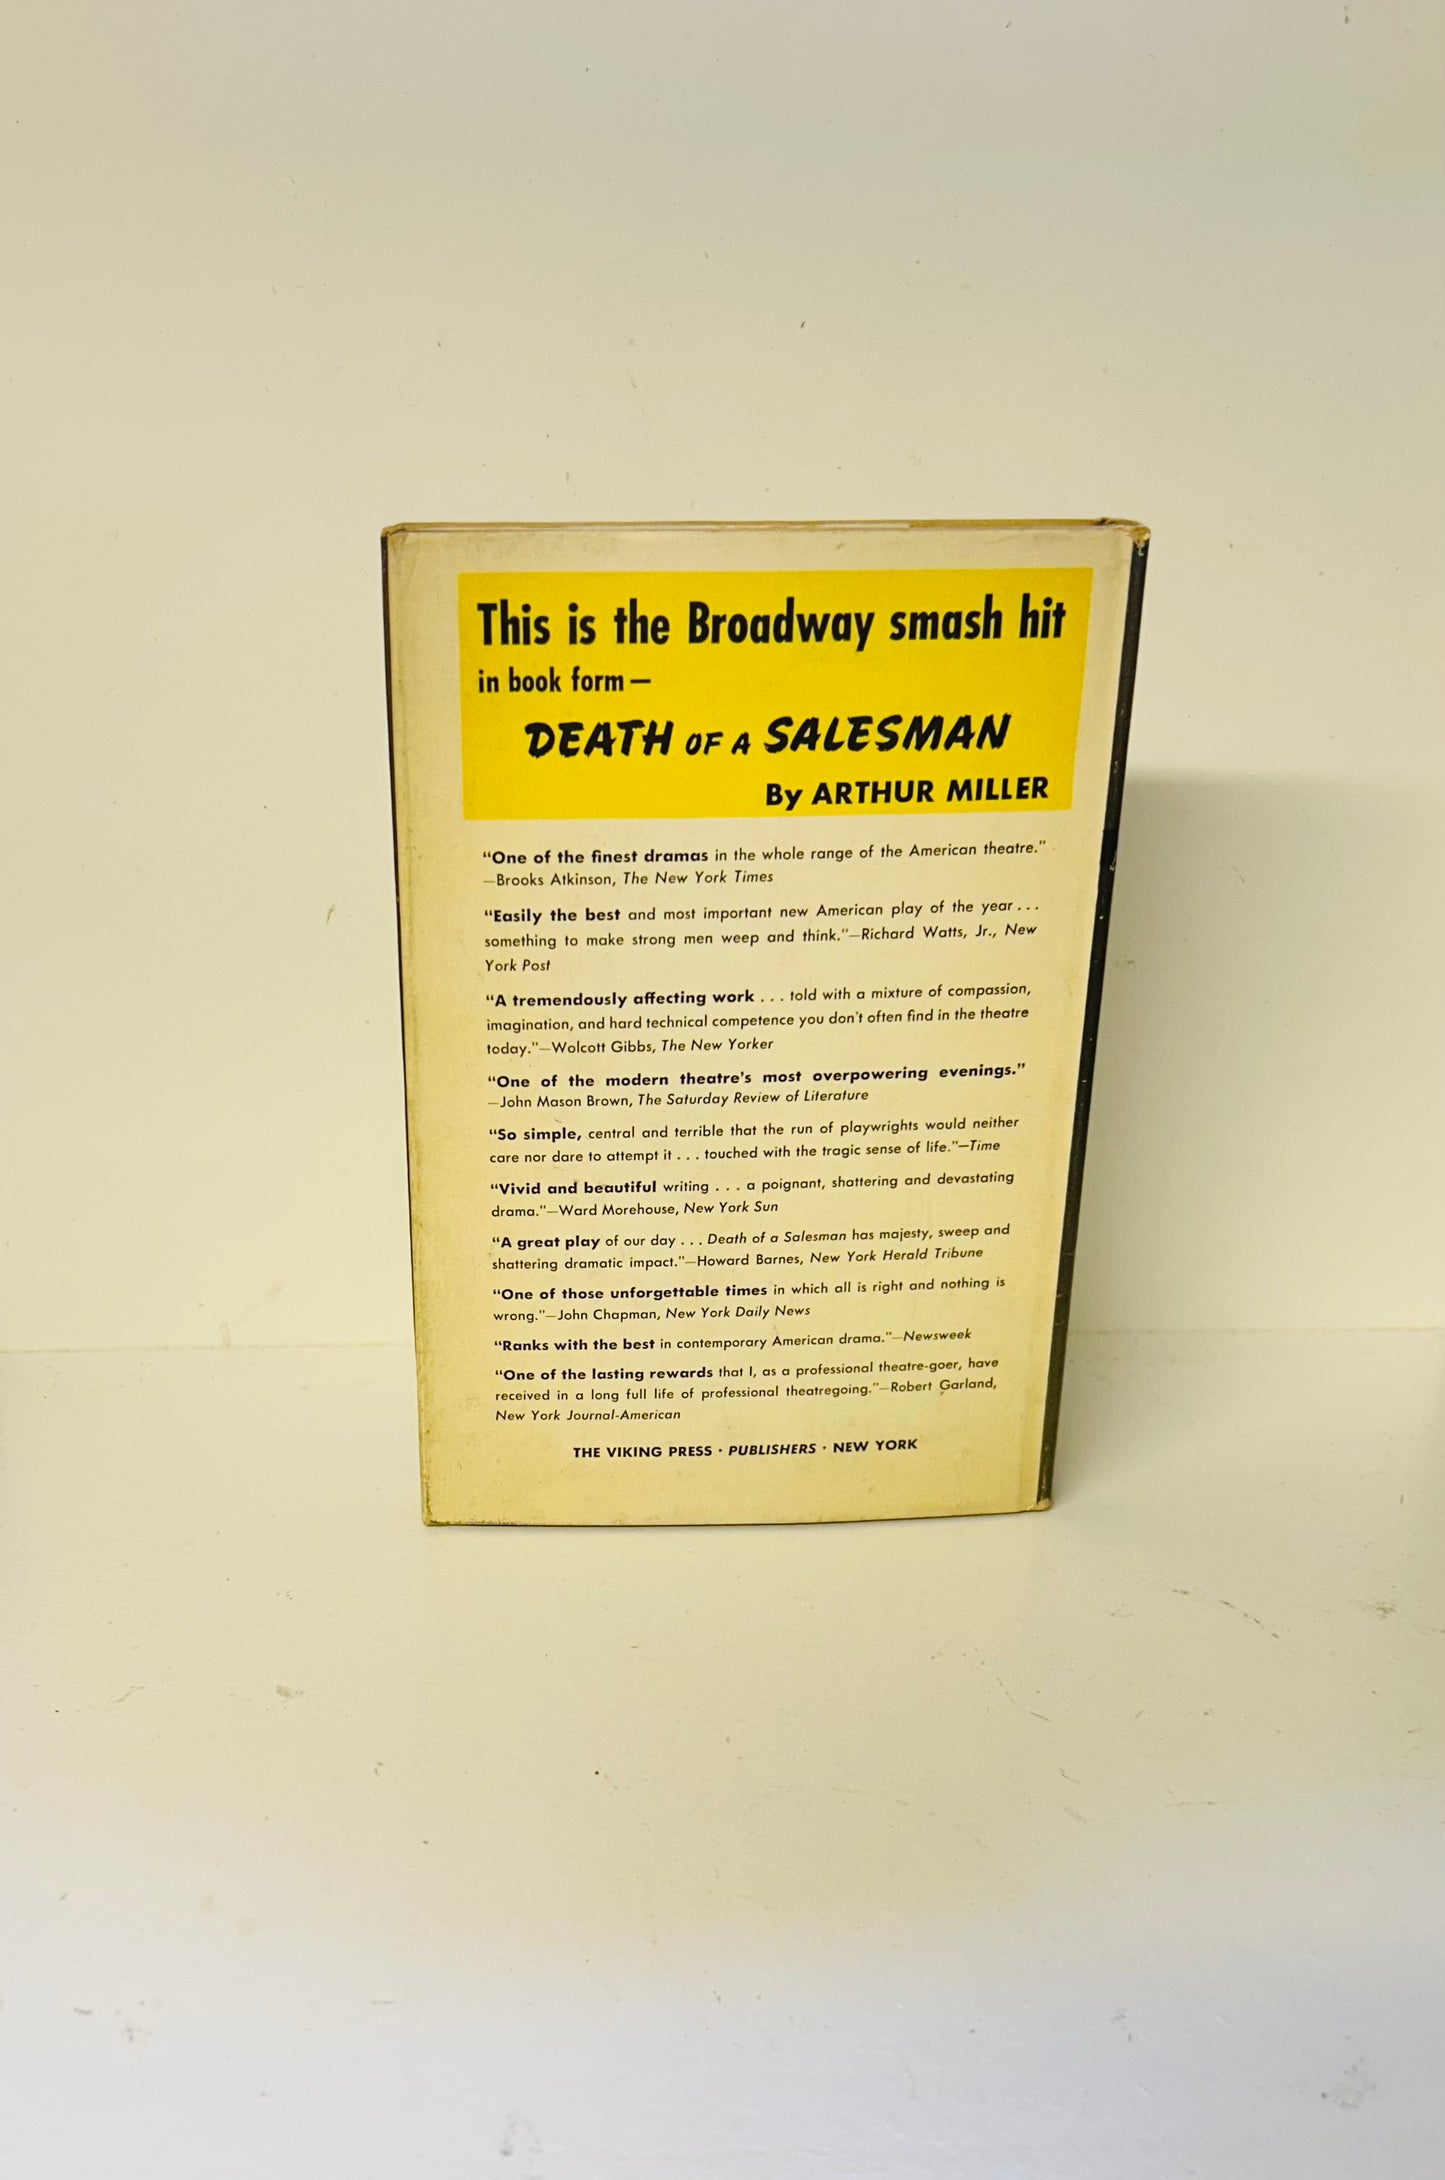 This is the Broadway smash hit
in book form—
DEATH OF A SALESMAN
By ARTHUR MILLER
“One of the finest dramas in the whole range of the American theatre.”
—Brooks Atkinson, The New York Times
“Easily the best and most important new American play of the year . . .
something to make strong men weep and think.”—Richard Watts, Jr., New
York Post
“A tremendously affecting work . . . told with a mixture of compassion,
imagination, and hard technical competence you don’t often find in the theatre
today.”—Wolcott Gibbs, The New Yorker
“One of the modern theatre’s most overpowering evenings.”
—John Mason Brown, The Saturday Review of Literature
“So simple, central and terrible that the run of playwrights would neither
care nor dare to attempt it . . . touched with the tragic sense of life.”—Time
“Vivid and beautiful writing . . . a poignant, shattering and devastating
drama.”—Ward Morehouse, New York Sun
“A great play of our day . . . Death of a Salesman has majesty, sweep and
shattering dramatic impact.”—Howard Barnes, New York Herald Tribune
“One of those unforgettable times in which all is right and nothing is
wrong.”—John Chapman, New York Daily News
“Ranks with the best in contemporary American drama.”—Newsweek
“One of the lasting rewards that I, as a professional theatre-goer, have
received in a long full life of professional theatregoing.”—Robert Garland,
New York Journal-American
THE VIKING PRESS · PUBLISHERS · NEW YORK